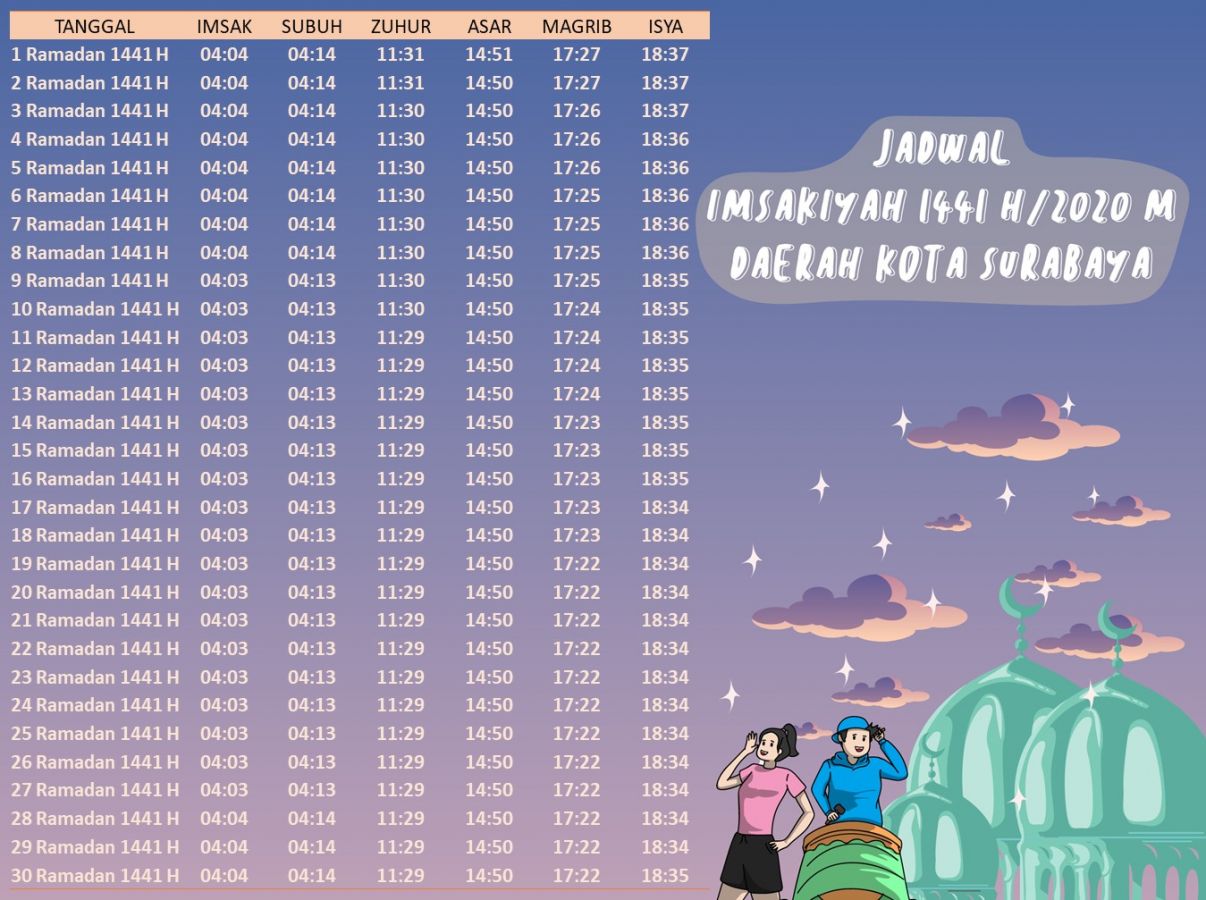 TANGGAL IMSAK SUBUH ZUHUR ASAR MAGRIB ISYA
1 Ramadan 1441 H 04:04 04:14 11:31 14:51 17:27 18:37
2 Ramadan 1441 H 04:04 04:14 11:31 14:50 17:27 18:37
3 Ramadan 1441 H 04:04 04:14 11:30 14:50 17:26 18:37
4 Ramadan 1441 H 04:04 04:14 11:30 14:50 17:26 18:36
5 Ramadan 1441 H 04:04 04:14 11:30 14:50 17:26 18:36
6 Ramadan 1441 H 04:04 04:14 11:30 14:50 17:25 18:36
7 Ramadan 1441 H 04:04 04:14 11:30 14:50 17:25 18:36
8 Ramadan 1441 H 04:04 04:14 11:30 14:50 17:25 18:36
9 Ramadan 1441 H 04:03 04:13 11:30 14:50 17:25 18:35
10 Ramadan 1441 H 04:03 04:13 11:30 14:50 17:24 18:35
11 Ramadan 1441 H 04:03 04:13 11:29 14:50 17:24 18:35
12 Ramadan 1441 H 04:03 04:13 11:29 14:50 17:24 18:35
13 Ramadan 1441 H 04:03 04:13 11:29 14:50 17:24 18:35
14 Ramadan 1441 H 04:03 04:13 11:29 14:50 17:23 18:35
15 Ramadan 1441 H 04:03 04:13 11:29 14:50 17:23 18:35
16 Ramadan 1441 H 04:03 04:13 11:29 14:50 17:23 18:35
17 Ramadan 1441 H 04:03 04:13 11:29 14:50 17:23 18:34
18 Ramadan 1441 H 04:03 04:13 11:29 14:50 17:23 18:34
19 Ramadan 1441 H 04:03 04:13 11:29 14:50 17:22 18:34
20 Ramadan 1441 H 04:03 04:13 11:29 14:50 17:22 18:34
21 Ramadan 1441 H 04:03 04:13 11:29 14:50 17:22 18:34
22 Ramadan 1441 H 04:03 04:13 11:29 14:50 17:22 18:34
23 Ramadan 1441 H 04:03 04:13 11:29 14:50 17:22 18:34
24 Ramadan 1441 H 04:03 04:13 11:29 14:50 17:22 18:34
25 Ramadan 1441 H 04:03 04:13 11:29 14:50 17:22 18:34
26 Ramadan 1441 H 04:03 04:13 11:29 14:50 17:22 18:34
27 Ramadan 1441 H 04:03 04:13 11:29 14:50 17:22 18:34
28 Ramadan 1441 H 04:04 04:14 11:29 14:50 17:22 18:34
29 Ramadan 1441 H 04:04 04:14 11:29 14:50 17:22 18:34
30 Ramadan 1441 H 04:04 04:14 11:29 14:50 17:22 18:35
JADWAL
IMSAKIYAH 1441 H/2020 M
DAERAH KOTA SURABAYA